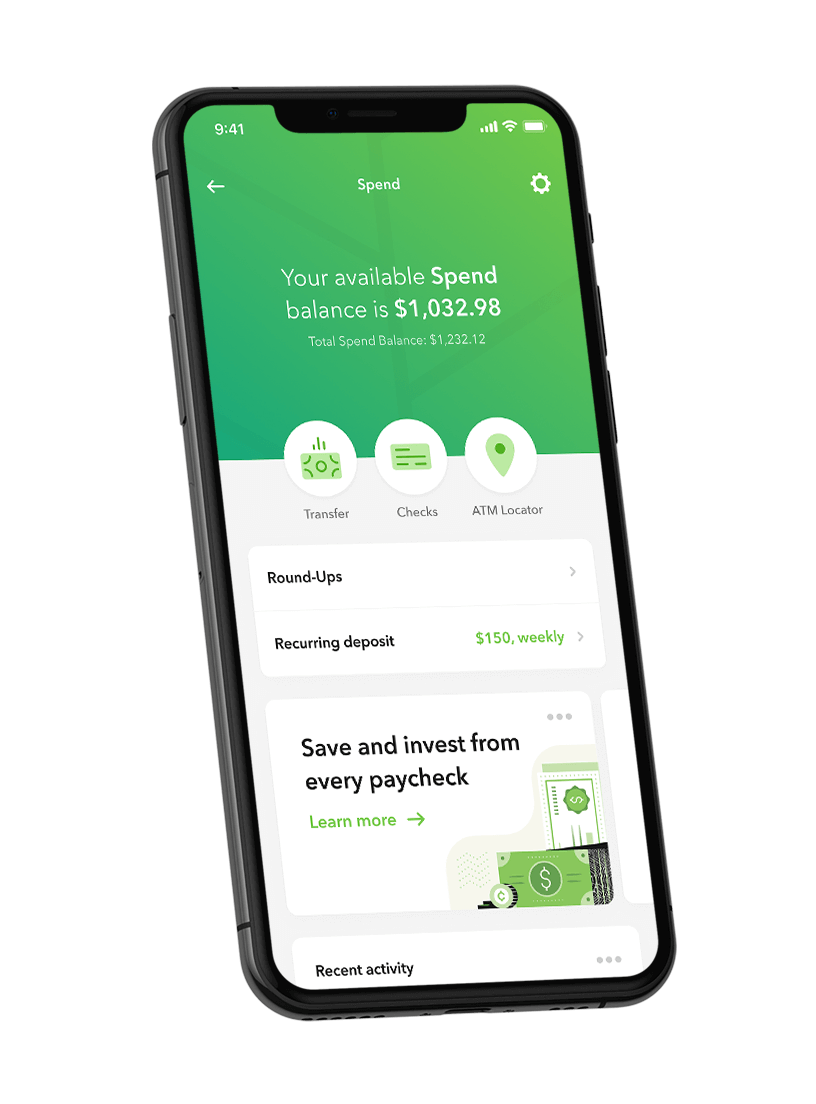 9:41
Spend
Your available Spend
balance is $1,032.98
Total Spend Balance: $1,232.12
Transfer
Checks
ATM Locator
Round-Ups
Recurring deposit
$150, weekly
Save and invest from
every paycheck
Learn more
Recent activity